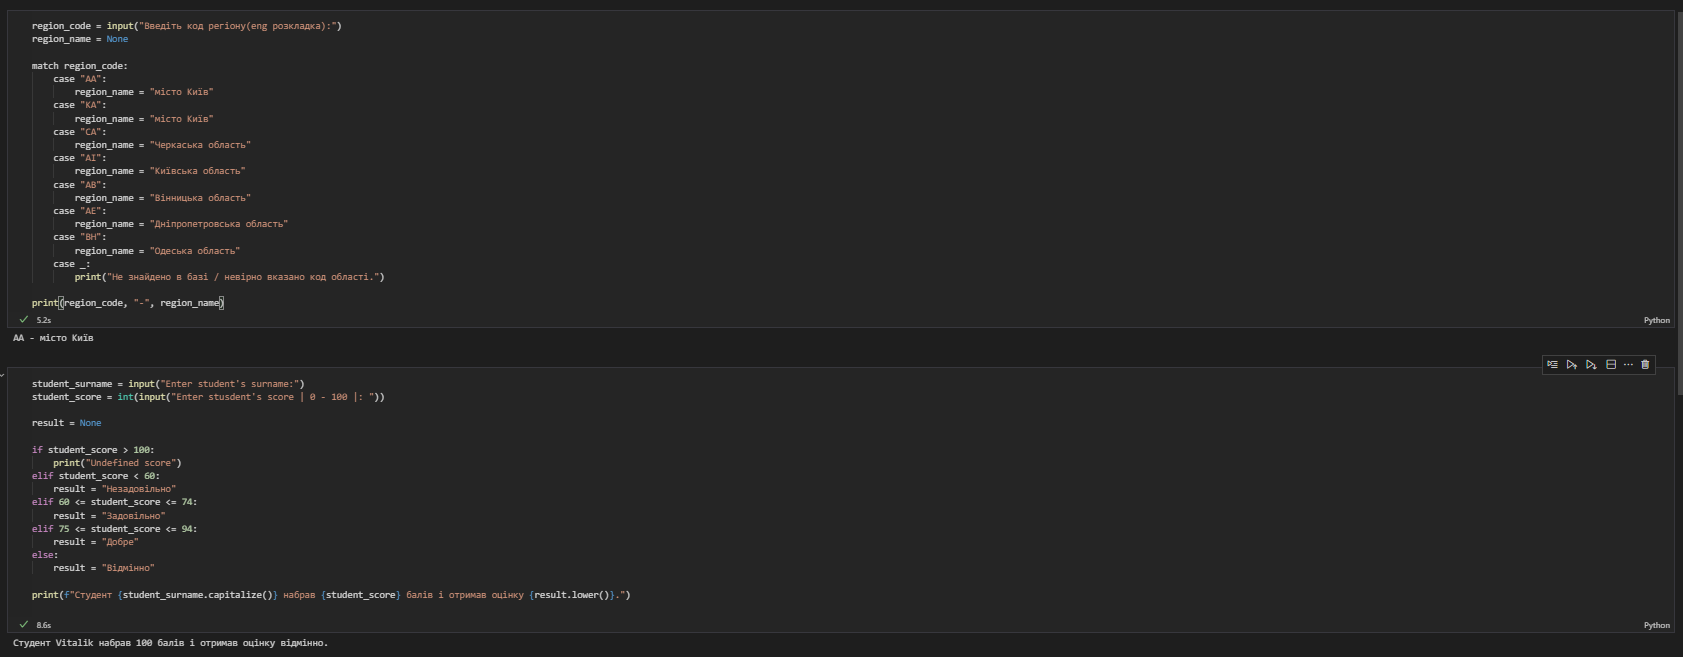 region_code = input("Введіть код регіону(eng розкладка):")
region_name = None
match region_code:
case "AA":
region_name = "місто Київ"
case "KA":
region_name = "місто Київ"
case "CA":
region_name = "Черкаська область"
case "AI":
region_name = "Київська область"
case "AB":
region_name = "Вінницька область"
case "AE":
region_name = "Дніпропетровська область"
case "BH":
region_name = "Одеська область"
case _:
print("Не знайдено в базі / невірно вказано код області.")
print(region_code, "-", region_name)
5.2s
Python
AA - місто Київ
student_surname = input("Enter student's surname:")
student_score = int(input("Enter stusdent's score | 0 - 100 |: "))
result = None
if student_score > 100:
print("Undefined score")
elif student_score < 60:
result = "Незадовільно"
elif 60 <= student_score <= 74:
result = "Задовільно"
elif 75 <= student_score <= 94:
result = "Добре"
else:
result = "Відмінно"
print(f"Студент {student_surname.capitalize()} набрав {student_score} балів і отримав оцінку {result.lower()}.")
8.6s
Python
Студент Vitalik набрав 100 балів і отримав оцінку відмінно.